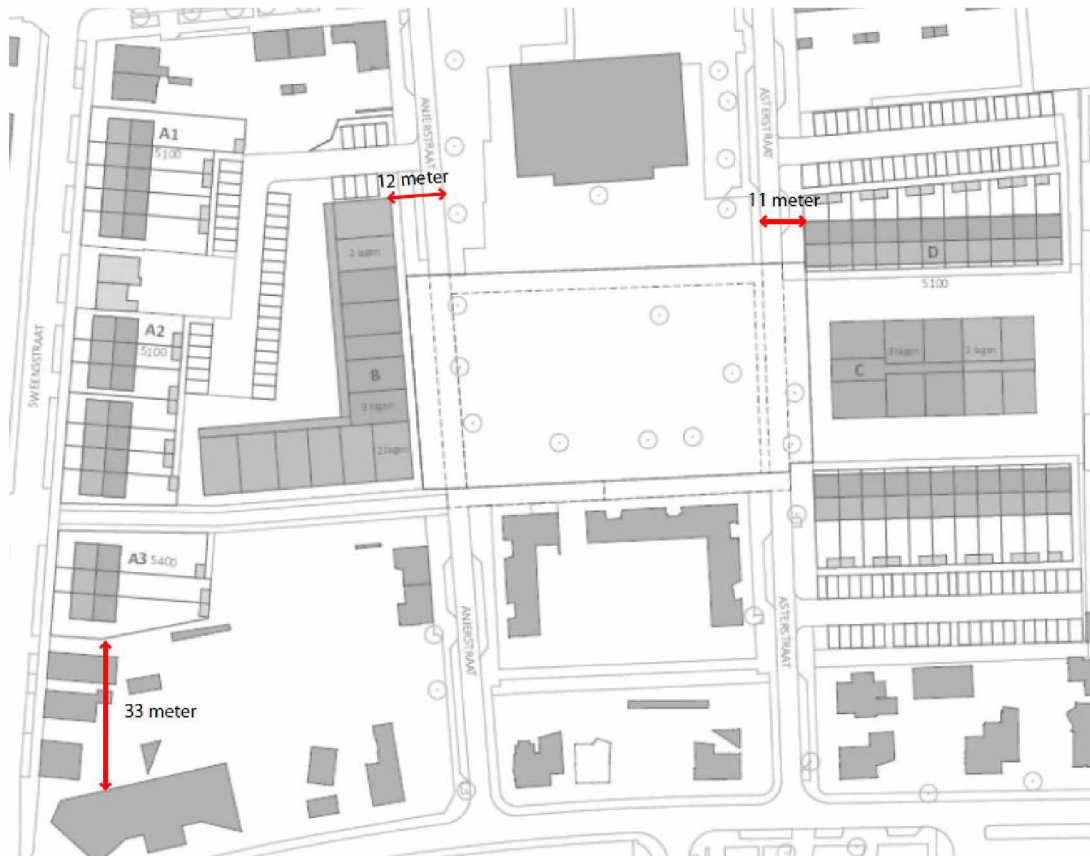 ANJERSTRAAT
ASTERSTRAAT
A1
5100
12 meter
11 meter
2 lagen
D
5100
A2
5100
SWEENSSTRAAT
B
3 lagen
2 lagen
3 lagen
2 lagen
C
A3 5400
ANJERSTRAAT
ASTERSTRAAT
33 meter